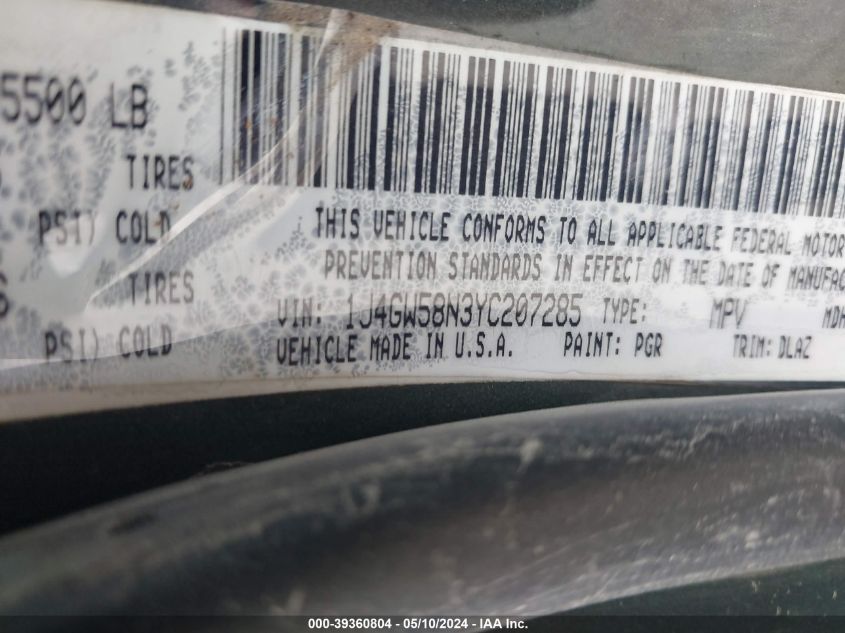 5500 LB
TIRES
PSI) COLD
TIRES
PSI) COLD
THIS VEHICLE CONFORMS TO ALL APPLICABLE FEDERAL MOTOR
PREVENTION STANDARDS IN EFFECT ON THE DATE OF MANUFAC
VIN: 1J4GW58N3YC207285 TYPE: MPV MDH
VEHICLE MADE IN U.S.A. PAINT: PGR TRIM: DLAZ
000-39360804 - 05/10/2024 - IAA Inc.